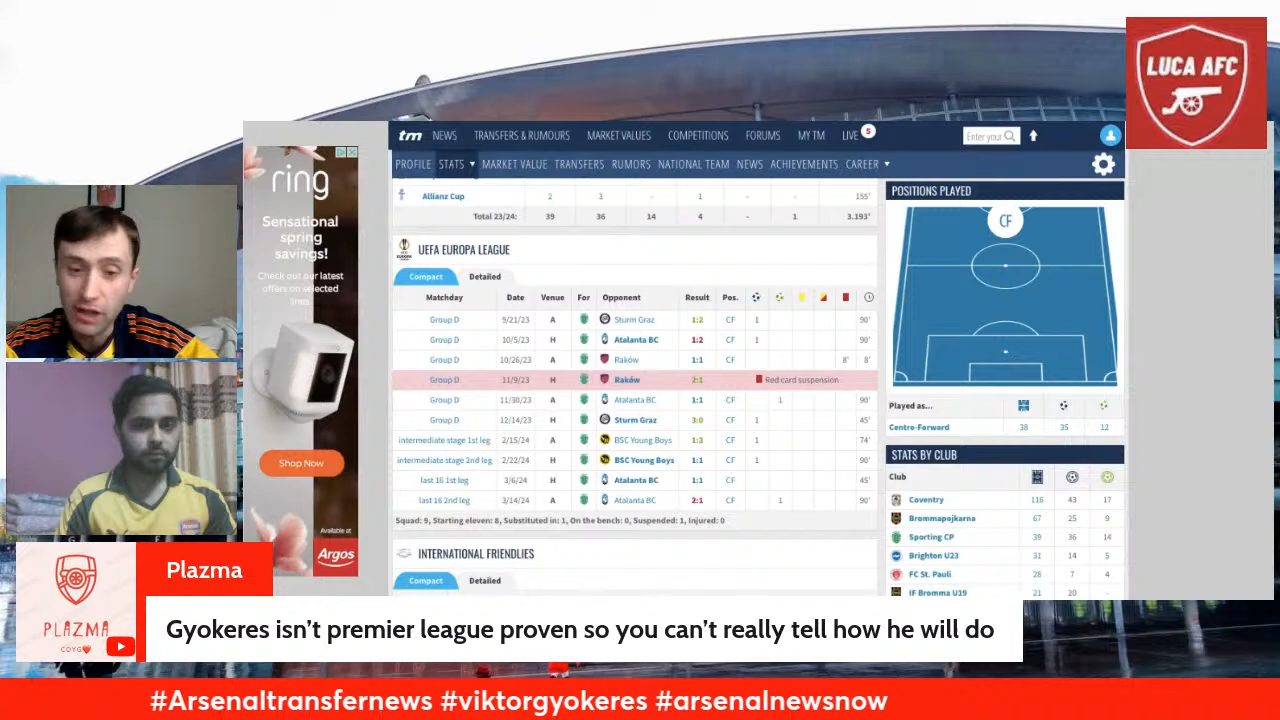 LUCA AFC
tm NEWS TRANSFERS & RUMOURS MARKET VALUES COMPETITIONS FORUMS MY TM LIVE 5 Enter your
PROFILE STATS ▾ MARKET VALUE TRANSFERS RUMORS NATIONAL TEAM NEWS ACHIEVEMENTS CAREER ▾
Allianz Cup 2 3 - 1 - - 155'
Total 23/24: 39 36 14 4 - 1 3.193'
UEFA EUROPA LEAGUE
Compact Detailed
Matchday Date Venue For Opponent Result Pos.
Group D 9/21/23 A Sturm Graz 1:2 CF 1 90'
Group D 10/5/23 H Atalanta BC 1:2 CF 1 90'
Group D 10/26/23 A Raków 1:1 CF 8' 8'
Group D 11/9/23 H Raków 2:1 Red card suspension
Group D 11/30/23 A Atalanta BC 1:1 CF 1 90'
Group D 12/14/23 H Sturm Graz 3:0 CF 1 45'
intermediate stage 1st leg 2/15/24 A BSC Young Boys 1:3 CF 1 74'
intermediate stage 2nd leg 2/22/24 H BSC Young Boys 1:1 CF 1 90'
last 16 1st leg 3/6/24 H Atalanta BC 1:1 CF 45'
last 16 2nd leg 3/14/24 A Atalanta BC 2:1 CF 1 90'
Squad: 9, Starting eleven: 8, Substituted in: 1, On the bench: 0, Suspended: 1, Injured: 0
INTERNATIONAL FRIENDLIES
Compact Detailed
POSITIONS PLAYED
CF
Played as...
Centre-Forward 38 35 12
STATS BY CLUB
Club
Coventry 116 43 17
Brommapojkarna 67 25 9
Sporting CP 39 36 14
Brighton U23 31 14 5
FC St. Pauli 28 7 4
IF Bromma U19 21 20 -
ring
Sensational
spring
savings!
Check out our latest
offers on selected
lines.
Shop Now
Available at
Argos
PLAZMA
COYG
Plazma
Gyokeres isn't premier league proven so you can't really tell how he will do
#Arsenaltransfernews #viktorgyokeres #arsenalnewsnow